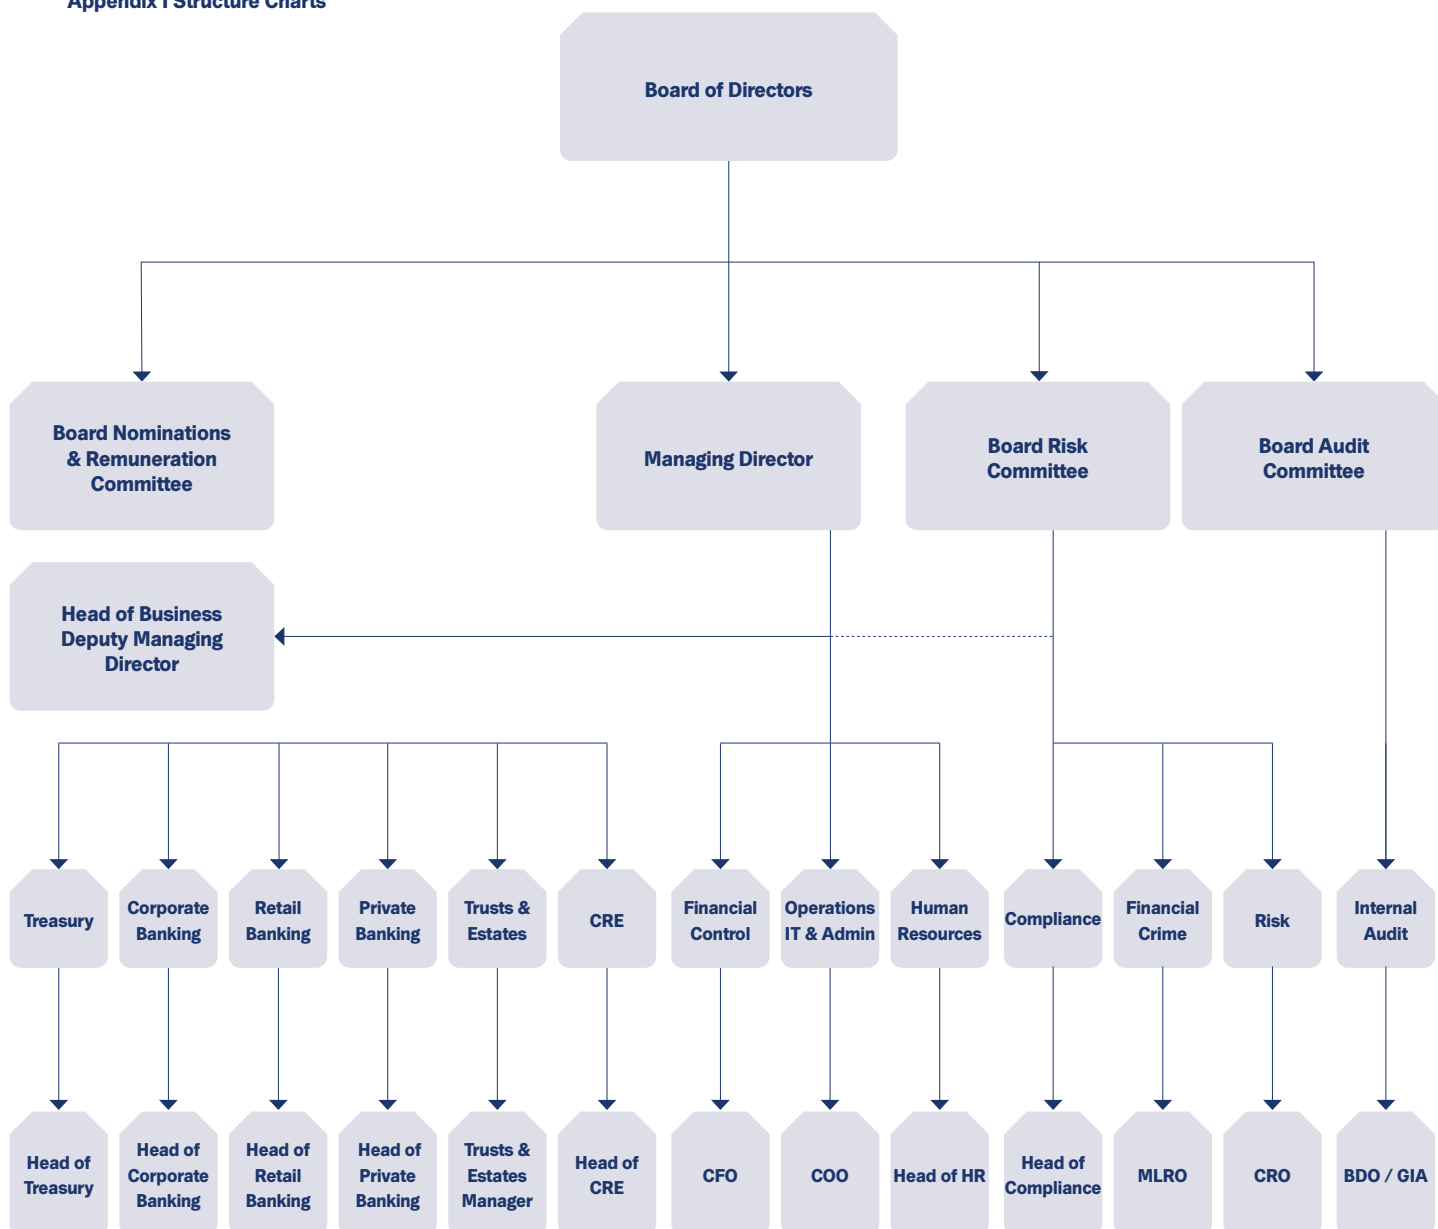 Appendix I Structure Charts
Board of Directors
Board Nominations
& Remuneration
Committee
Managing Director
Board Risk
Committee
Board Audit
Committee
Head of Business
Deputy Managing
Director
Treasury
Corporate
Banking
Retail
Banking
Private
Banking
Trusts &
Estates
CRE
Financial
Control
Operations
IT & Admin
Human
Resources
Compliance
Financial
Crime
Risk
Internal
Audit
Head of
Treasury
Head of
Corporate
Banking
Head of
Retail
Banking
Head of
Private
Banking
Trusts &
Estates
Manager
Head of
CRE
CFO
COO
Head of HR
Head of
Compliance
MLRO
CRO
BDO / GIA